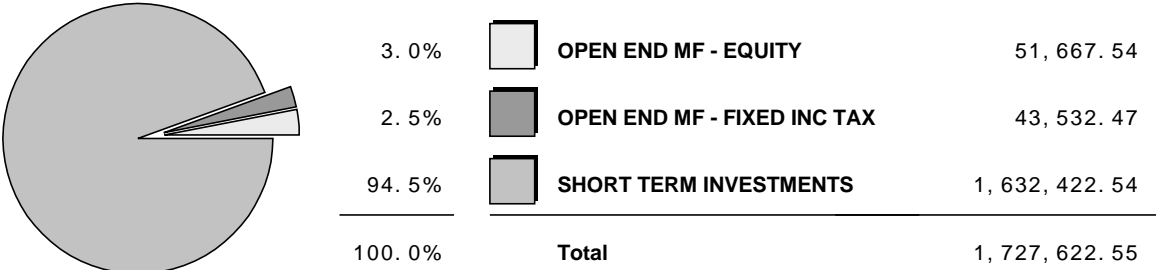 3.0% OPEN END MF - EQUITY 51,667.54
2.5% OPEN END MF - FIXED INC TAX 43,532.47
94.5% SHORT TERM INVESTMENTS 1,632,422.54
100.0% Total 1,727,622.55